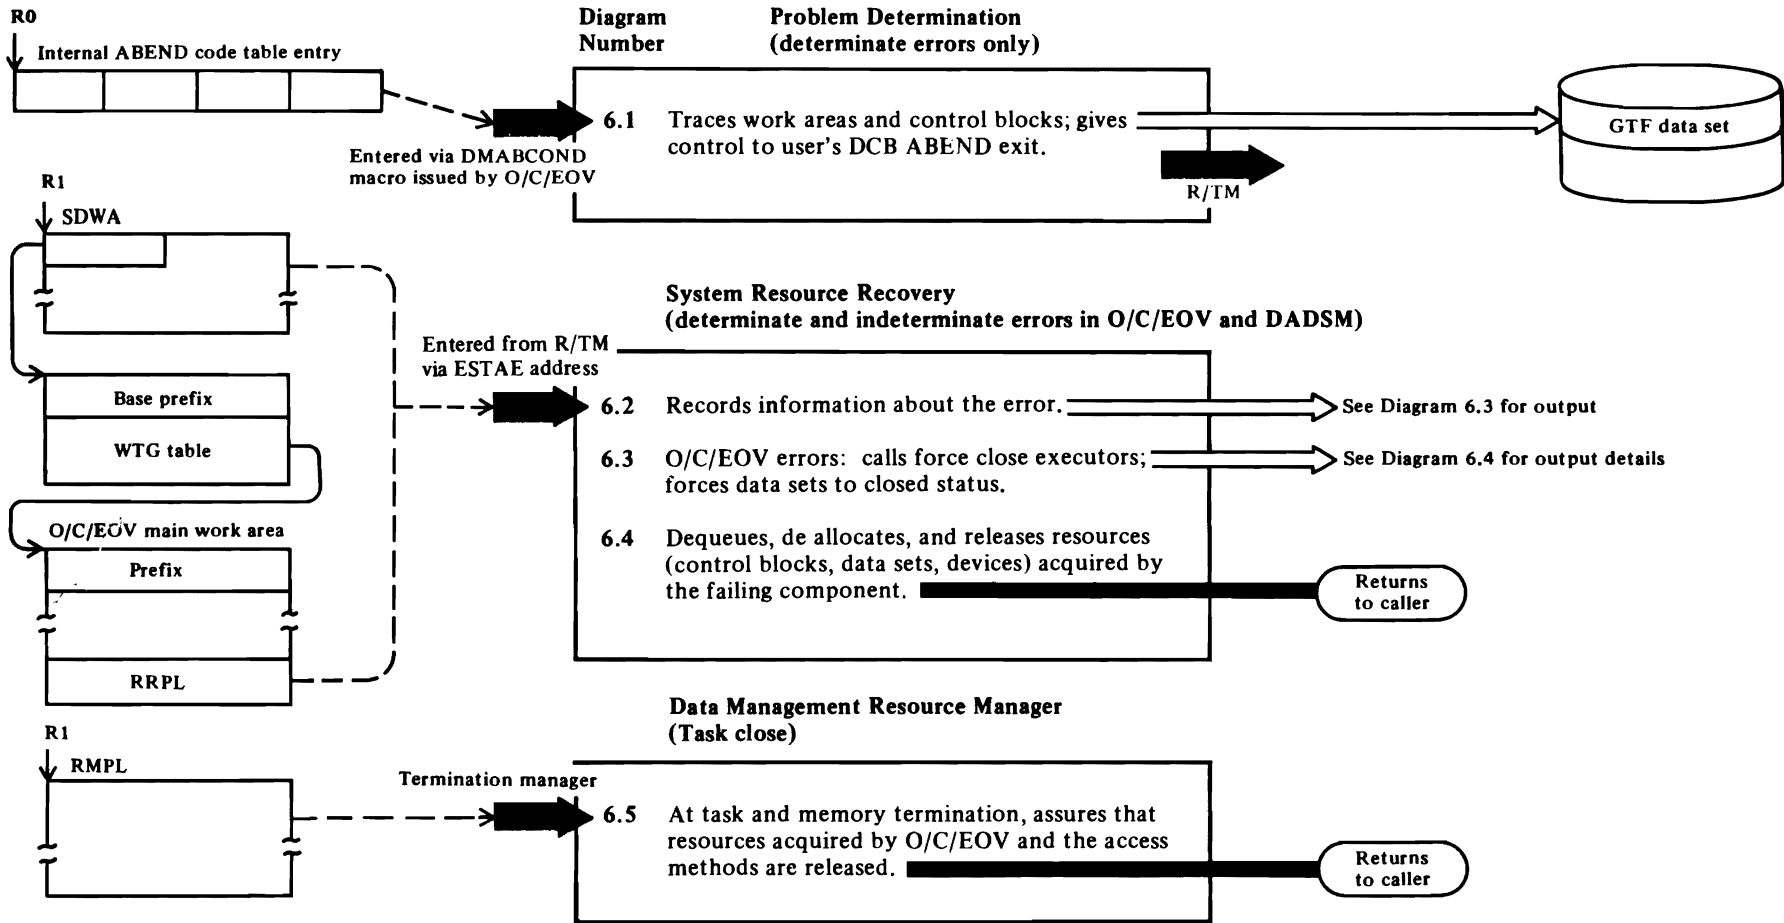 R0
Internal ABEND code table entry
Diagram
Number
Problem Determination
(determinate errors only)
Entered via DMABCOND
macro issued by O/C/EOV
6.1 Traces work areas and control blocks; gives
control to user's DCB ABEND exit.
R/TM
GTF data set
R1
SDWA
Base prefix
WTG table
O/C/EOV main work area
Prefix
RRPL
System Resource Recovery
(determinate and indeterminate errors in O/C/EOV and DADSM)
Entered from R/TM
via ESTAE address
6.2 Records information about the error.
See Diagram 6.3 for output
6.3 O/C/EOV errors: calls force close executors;
forces data sets to closed status.
See Diagram 6.4 for output details
6.4 Dequeues, de allocates, and releases resources
(control blocks, data sets, devices) acquired by
the failing component.
Returns
to caller
Data Management Resource Manager
(Task close)
R1
RMPL
Termination manager
6.5 At task and memory termination, assures that
resources acquired by O/C/EOV and the access
methods are released.
Returns
to caller